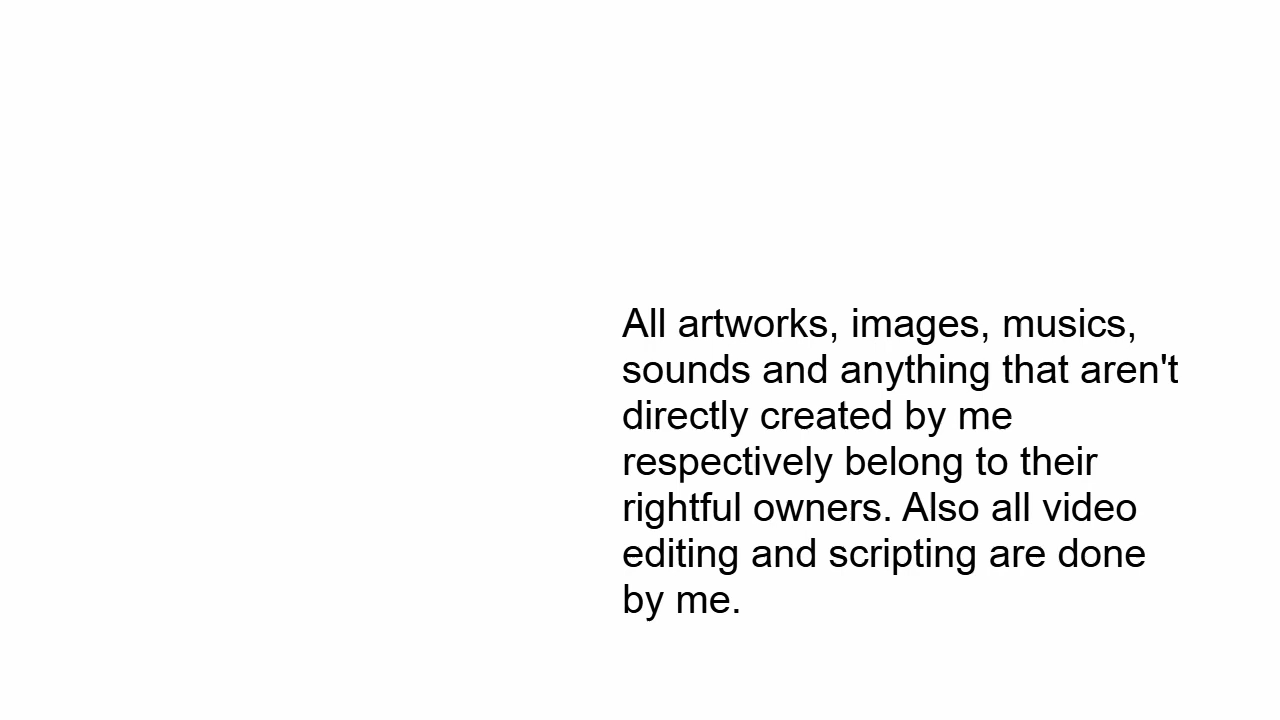 All artworks, images, musics,
sounds and anything that aren't
directly created by me
respectively belong to their
rightful owners. Also all video
editing and scripting are done
by me.